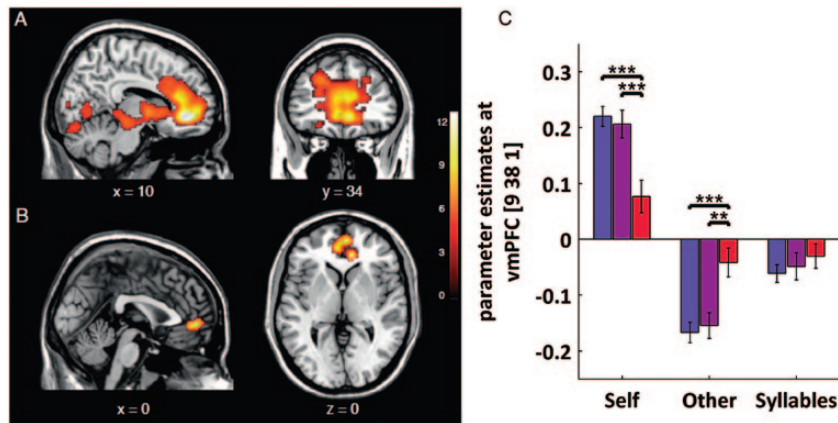 A
x = 10
y = 34
B
x = 0
z = 0
12
9
6
3
0
C
parameter estimates at
vmPFC [9 38 1]
0.3
0.2
0.1
0
-0.1
-0.2
***
***
***
**
Self
Other
Syllables